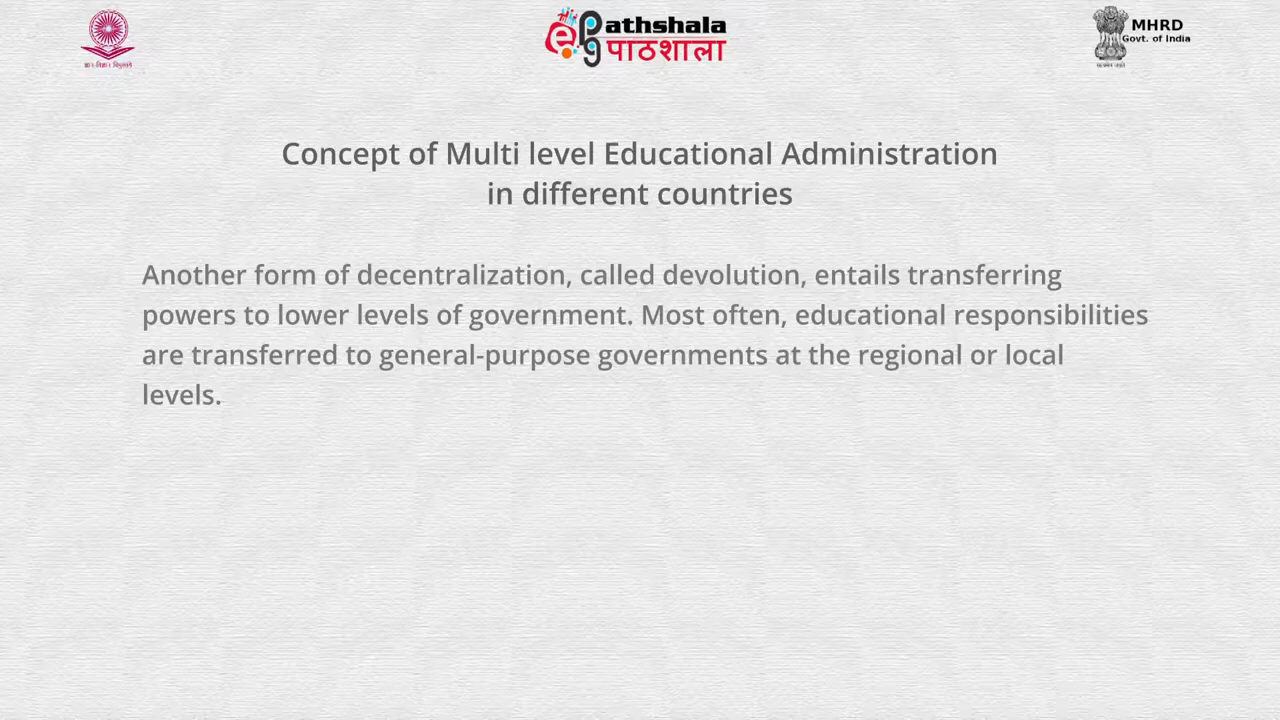 athshala
पाठशाला
MHRD
Govt. of India
Concept of Multi level Educational Administration
in different countries
Another form of decentralization, called devolution, entails transferring
powers to lower levels of government. Most often, educational responsibilities
are transferred to general-purpose governments at the regional or local
levels.